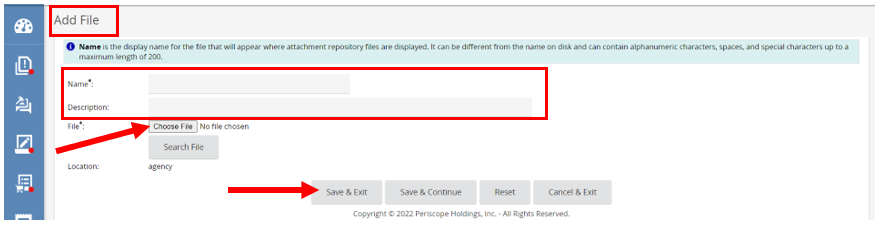 Add File
Name is the display name for the file that will appear where attachment repository files are displayed. It can be different from the name on disk and can contain alphanumeric characters, spaces, and special characters up to a
maximum length of 200.
Name*:
Description:
File*: Choose File No file chosen
Search File
Location: agency
Save & Exit Save & Continue Reset Cancel & Exit
Copyright © 2022 Periscope Holdings, Inc. - All Rights Reserved.